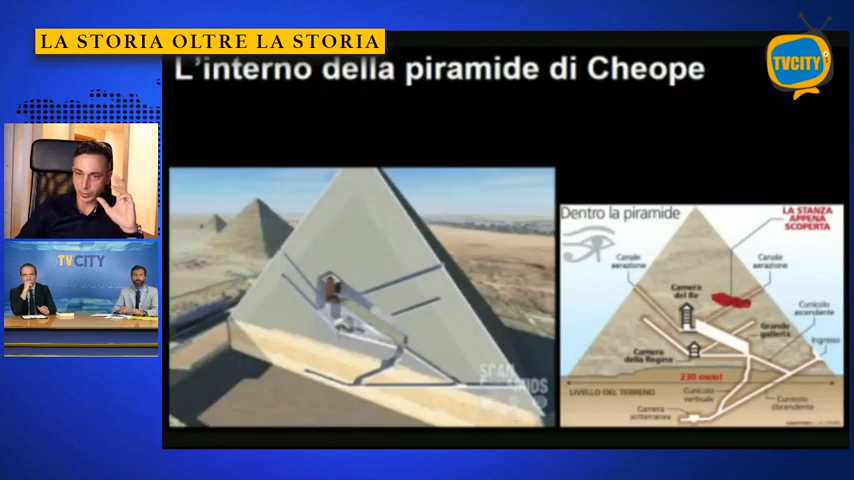 LA STORIA OLTRE LA STORIA
TVCITY
L'interno della piramide di Cheope
TVCITY
SCAN
Dentro la piramide
LA STANZA
APPENA
SCOPERTA
Canale
aerazione
Canale
aerazione
Camera
del Re
Cunicolo
ascendente
Grande
galleria
Ingresso
Camera
della Regina
230 metri
LIVELLO DEL TERRENO
Cunicolo
verticale
Cunicolo
discendente
Camera
sotterranea